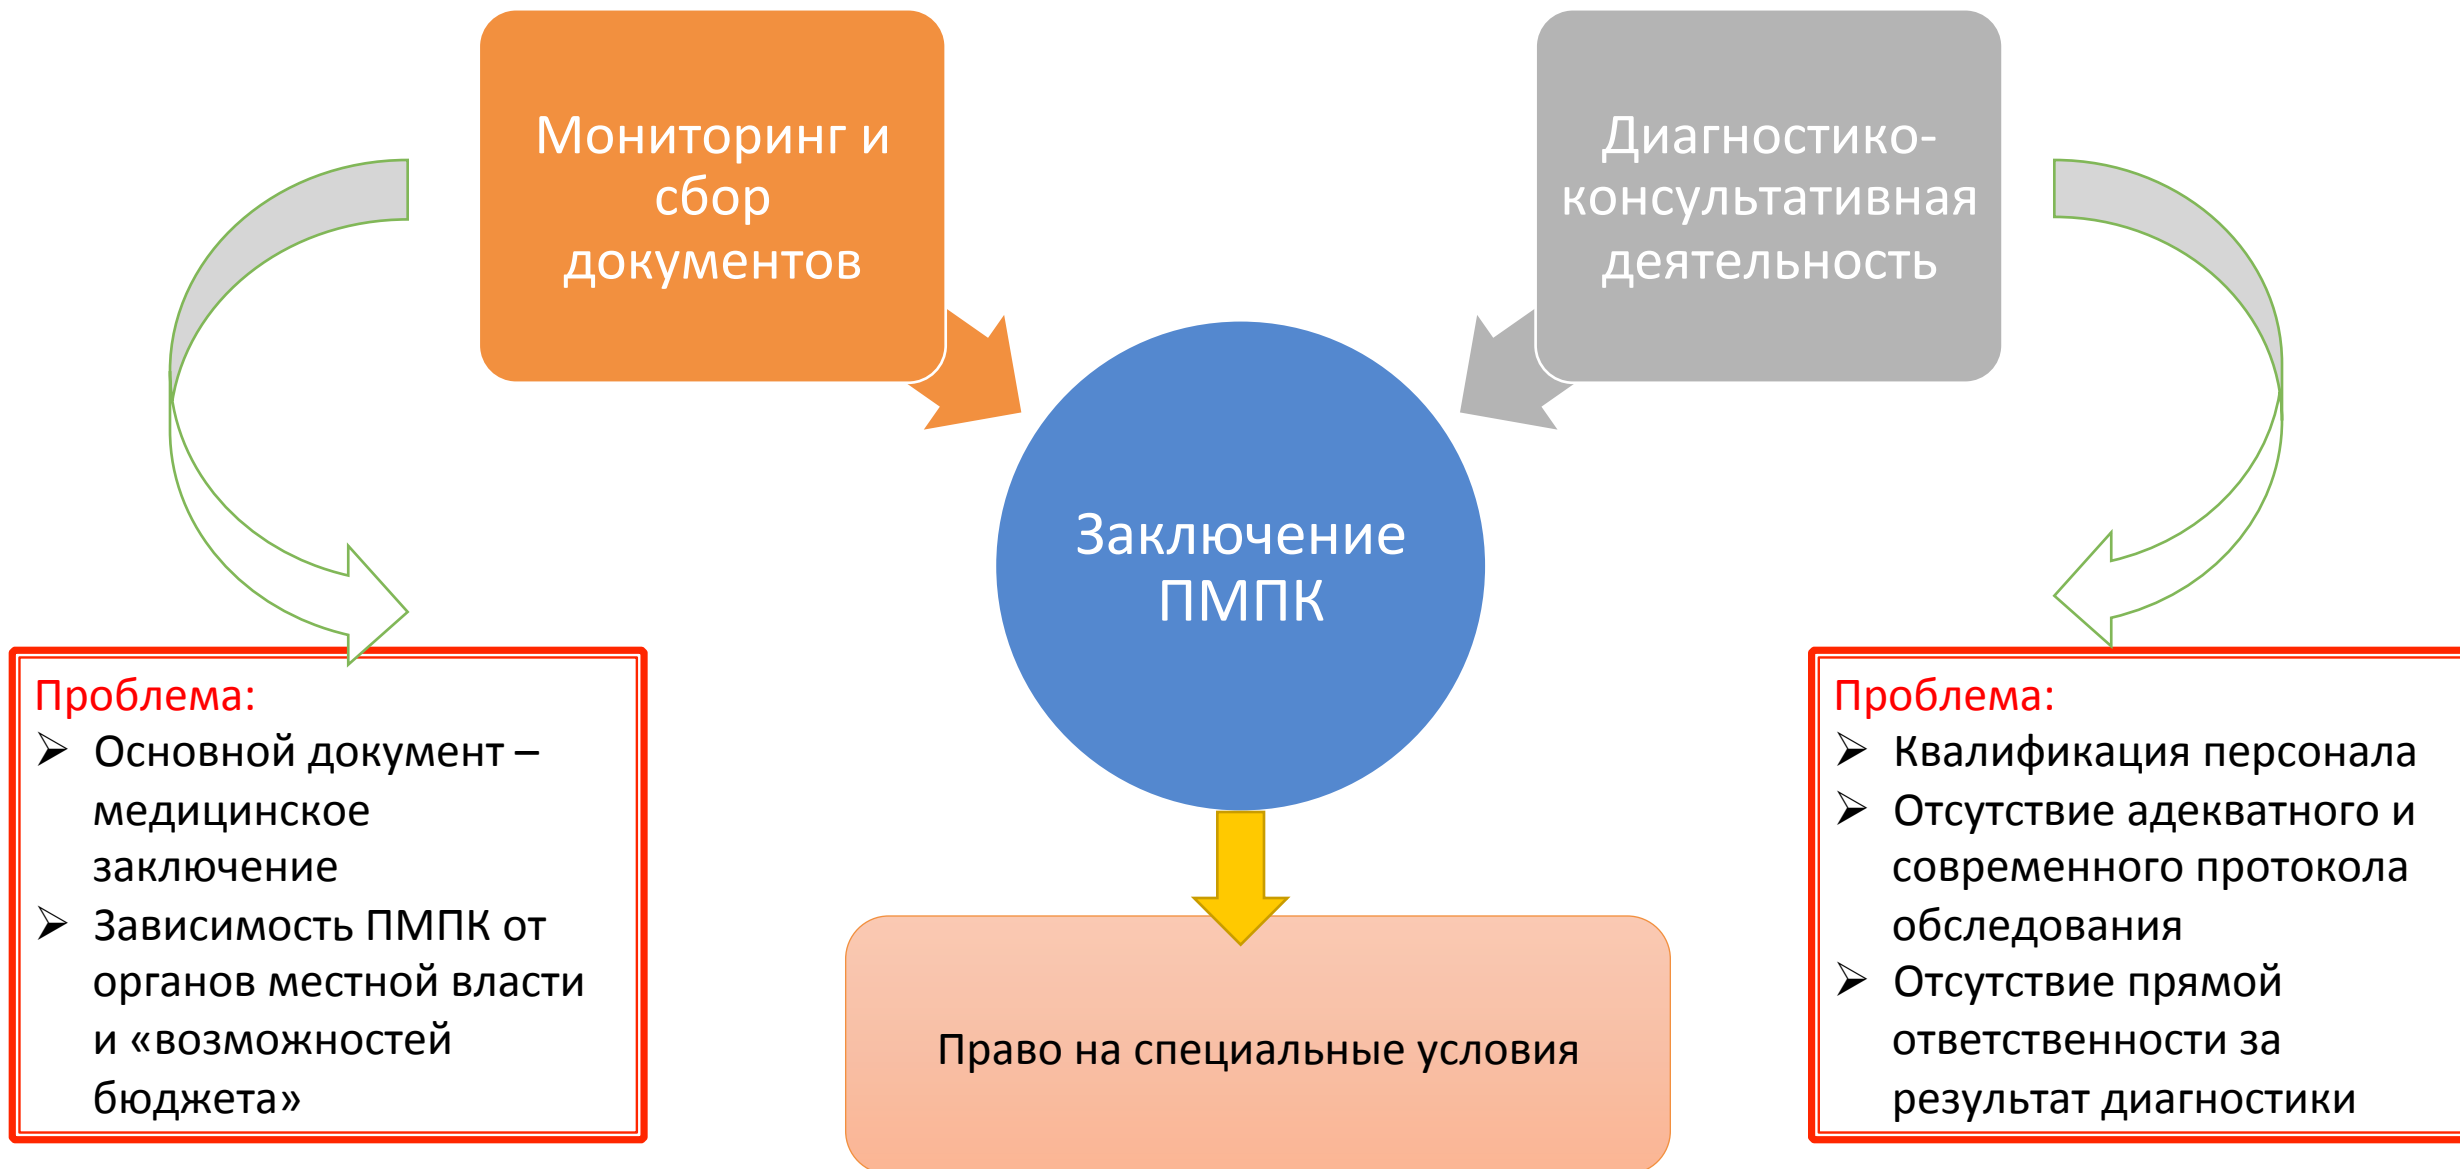 Мониторинг и
сбор
документов
Диагностико-
консультативная
деятельность
Заключение
ПМПК
Проблема:
Основной документ –
медицинское
заключение
Зависимость ПМПК от
органов местной власти
и «возможностей
бюджета»
Проблема:
Квалификация персонала
Отсутствие адекватного и
современного протокола
обследования
Отсутствие прямой
ответственности за
результат диагностики
Право на специальные условия